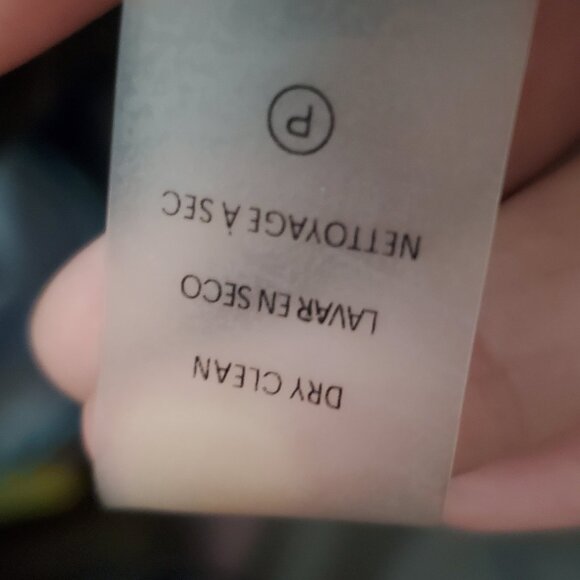 DRY CLEAN
LAVAR EN SECO
NETTOYAGE À SEC
P